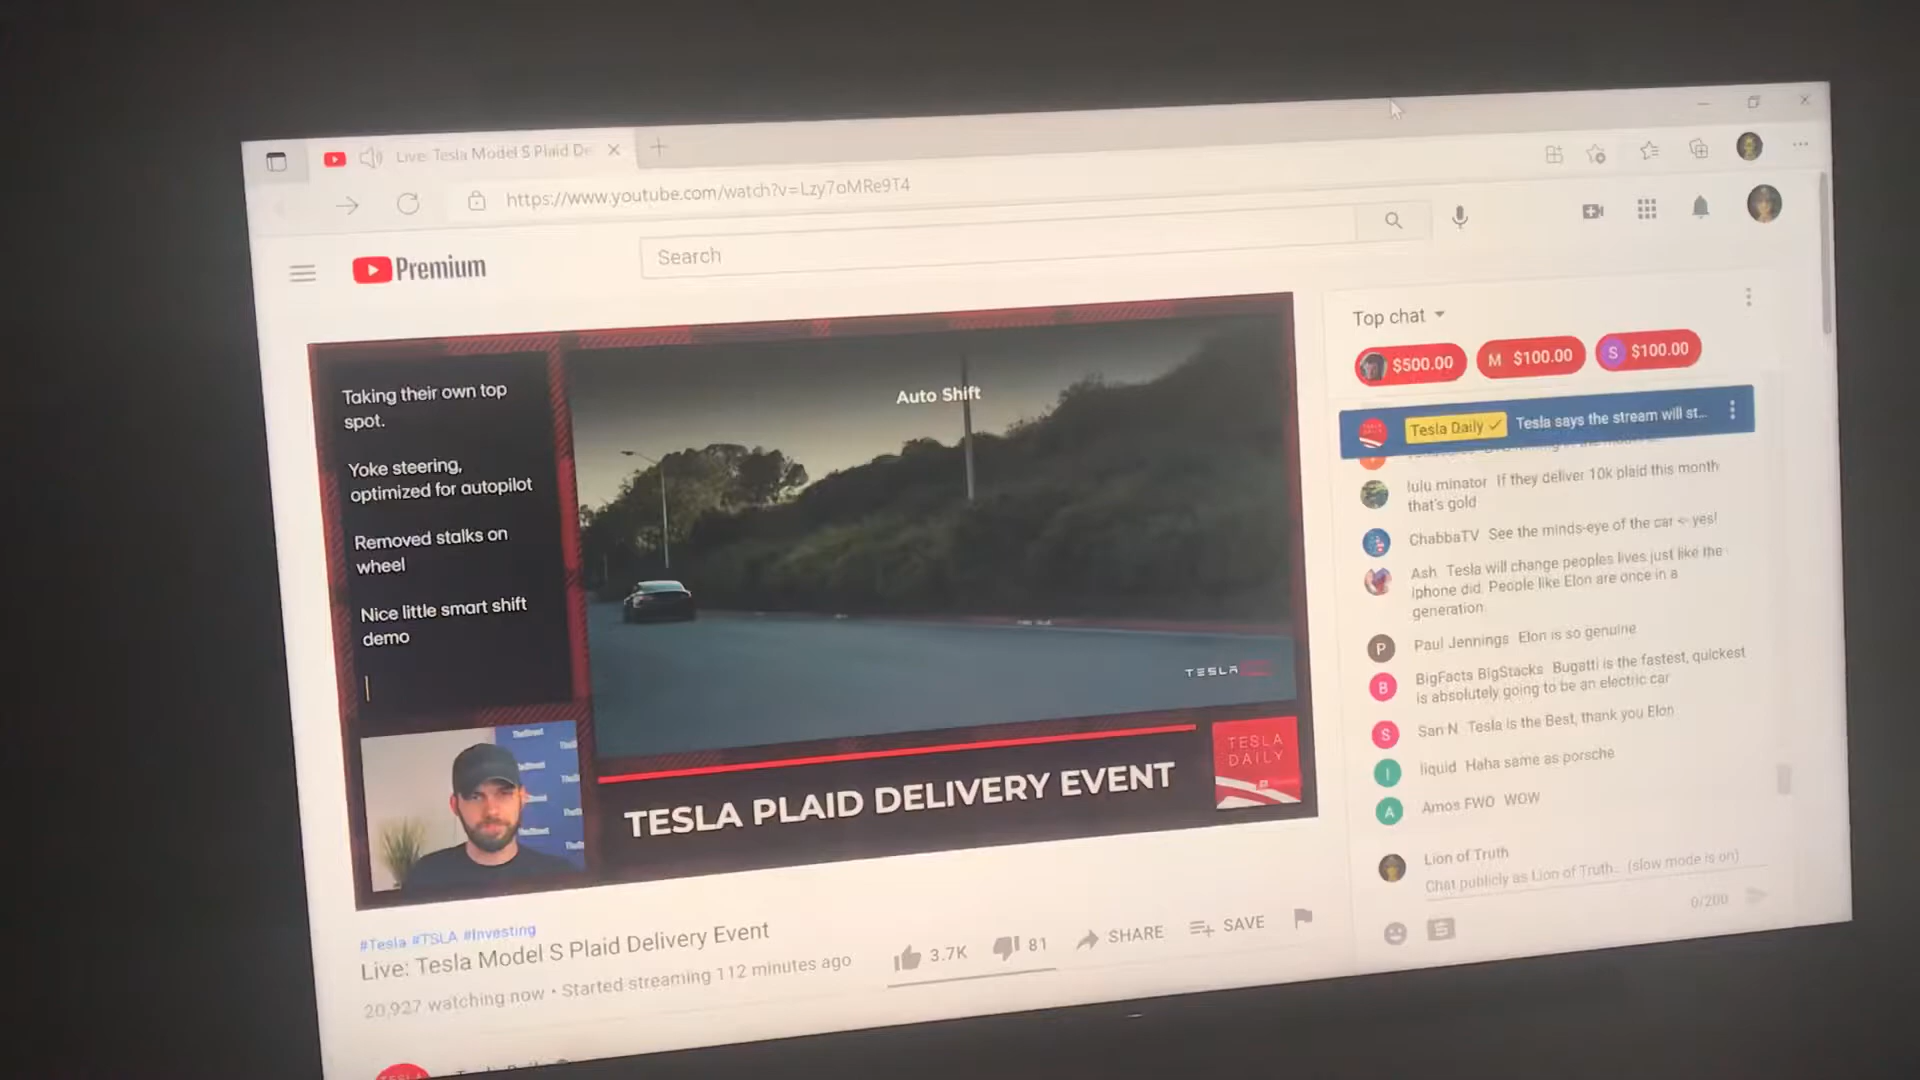 Live: Tesla Model S Plaid De
https://www.youtube.com/watch?v=Lzy7oMRe9T4
Premium
Search
Taking their own top
spot.
Yoke steering,
optimized for autopilot
Removed stalks on
wheel
Nice little smart shift
demo
Auto Shift
TESLA
TheStreet
TESLA PLAID DELIVERY EVENT
TESLA
DAILY
#Tesla #TSLA #Investing
Live: Tesla Model S Plaid Delivery Event
20,927 watching now • Started streaming 112 minutes ago
3.7K
81
SHARE
SAVE
Top chat
$500.00
M $100.00
S $100.00
Tesla Daily Tesla says the stream will st...
lulu minator If they deliver 10k plaid this month
that's gold
ChabbaTV See the minds-eye of the car <- yes!
Ash Tesla will change peoples lives just like the
iphone did. People like Elon are once in a
generation
P Paul Jennings Elon is so genuine
B BigFacts BigStacks Bugatti is the fastest, quickest
is absolutely going to be an electric car
S San N Tesla is the Best, thank you Elon
l liquid Haha same as porsche
A Amos FWO WOW
Lion of Truth
Chat publicly as Lion of Truth... (slow mode is on)
0/200